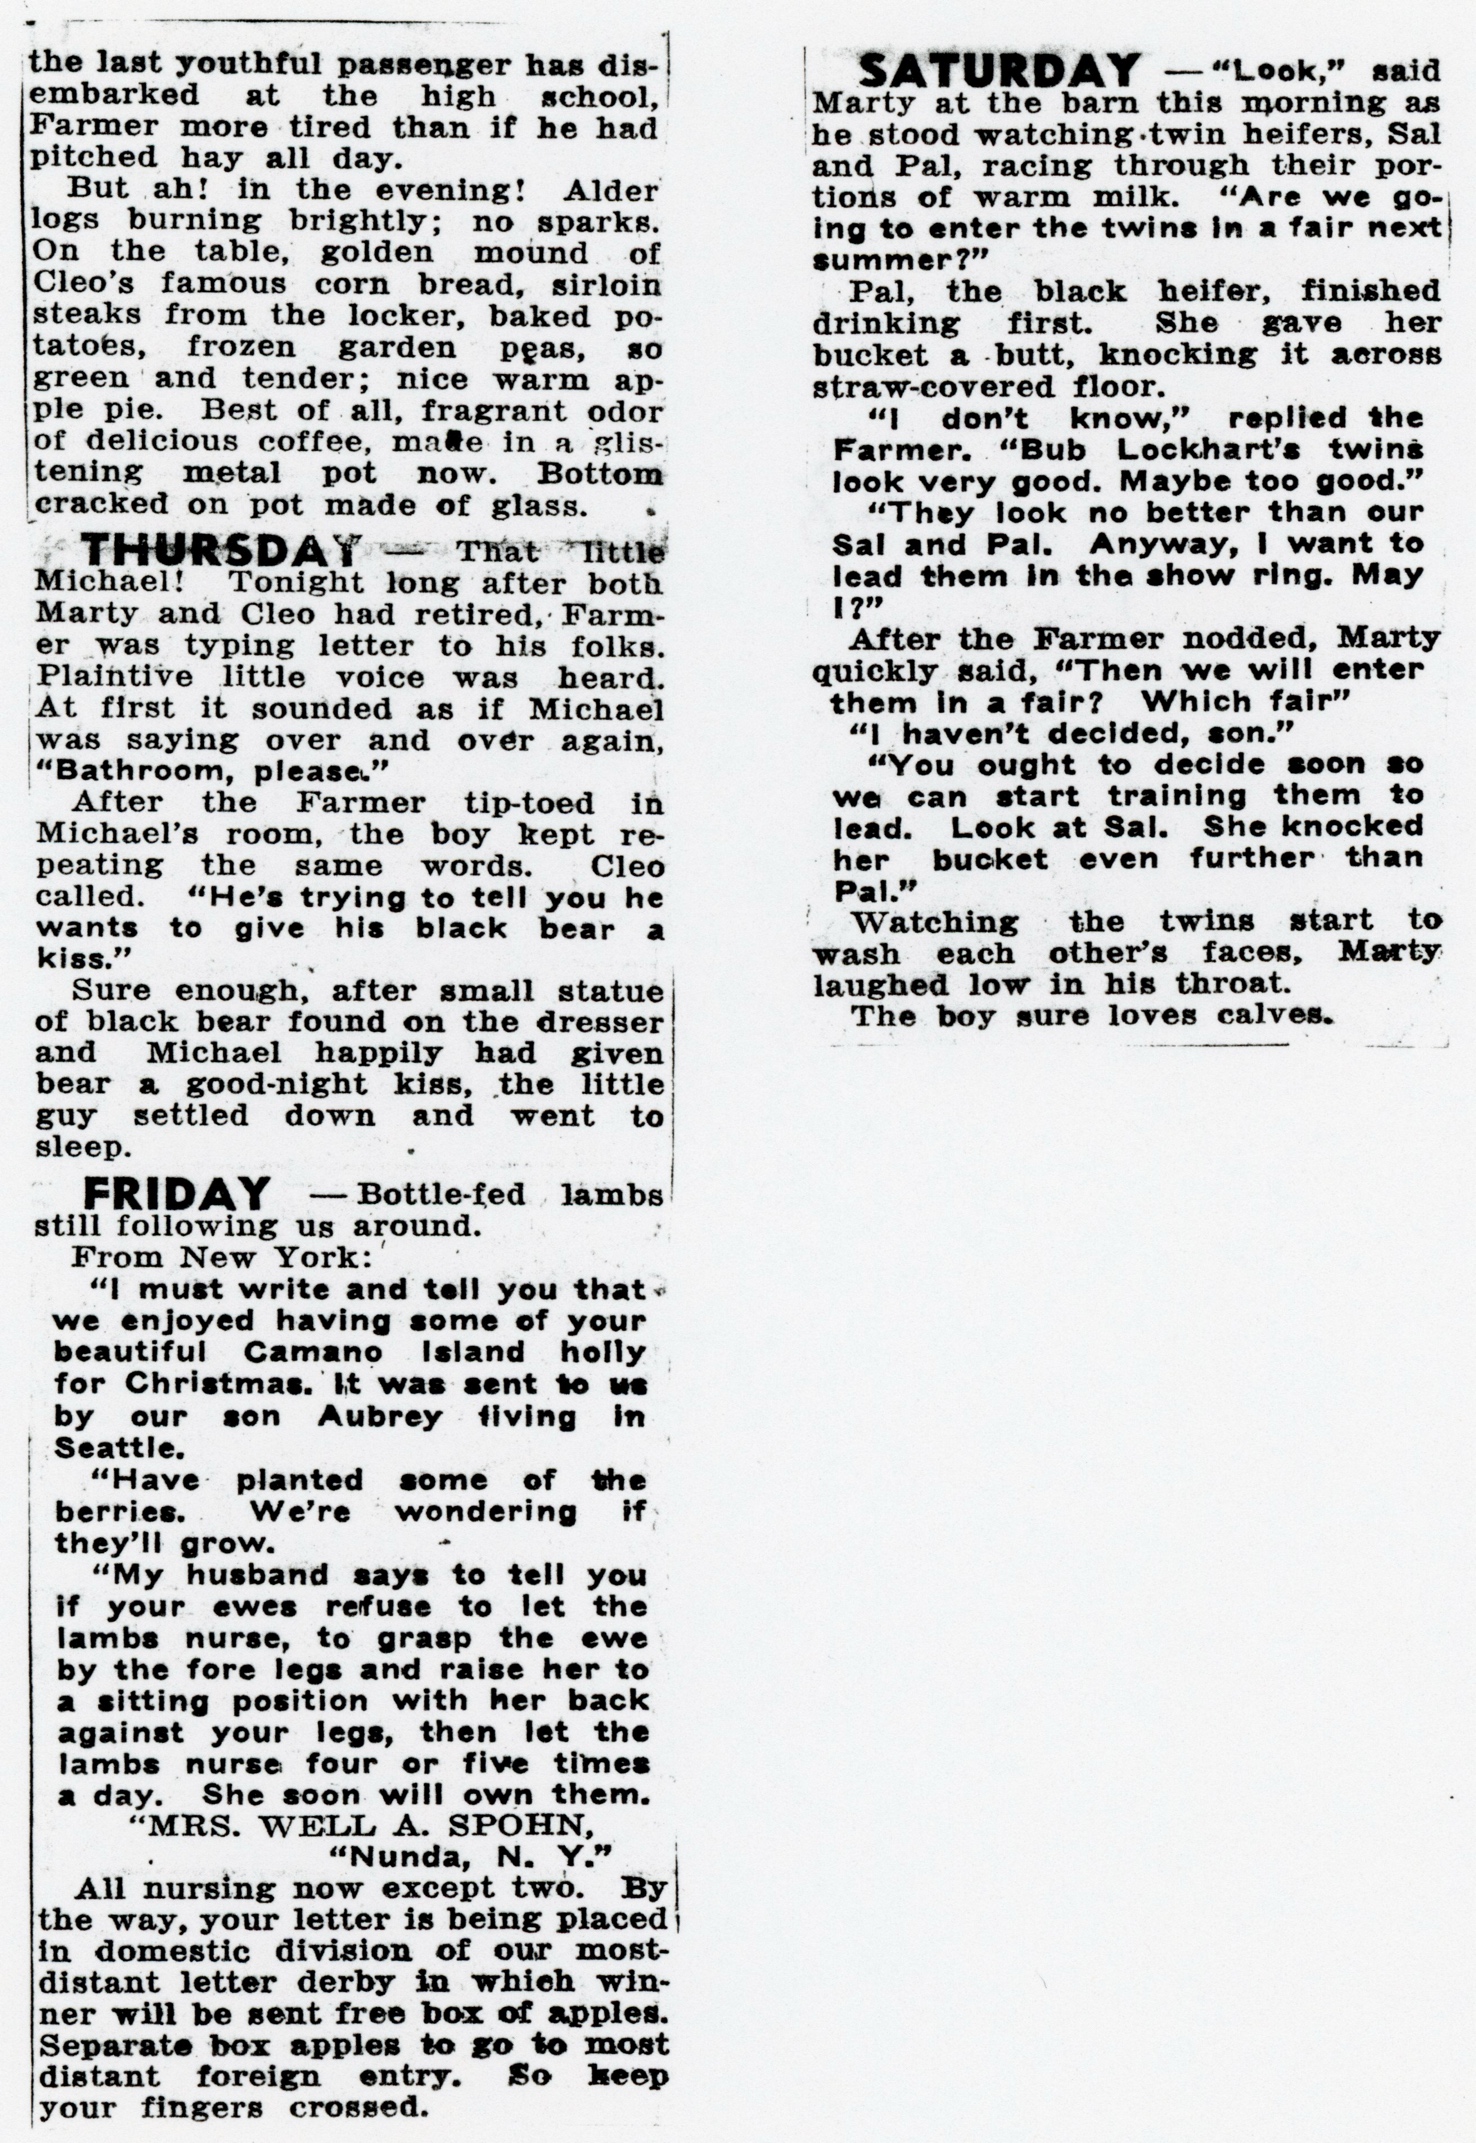 the last youthful passenger has dis-
embarked at the high school,
Farmer more tired than if he had
pitched hay all day.
But ah! in the evening! Alder
logs burning brightly; no sparks.
On the table, golden mound of
Cleo's famous corn bread, sirloin
steaks from the locker, baked po-
tatoes, frozen garden peas, so
green and tender; nice warm ap-
ple pie. Best of all, fragrant odor
of delicious coffee, made in a glis-
tening metal pot now. Bottom
cracked on pot made of glass.
THURSDAY — That little
Michael! Tonight long after both
Marty and Cleo had retired, Farm-
er was typing letter to his folks.
Plaintive little voice was heard.
At first it sounded as if Michael
was saying over and over again,
"Bathroom, please."
After the Farmer tip-toed in
Michael's room, the boy kept re-
peating the same words. Cleo
called. "He's trying to tell you he
wants to give his black bear a
kiss."
Sure enough, after small statue
of black bear found on the dresser
and Michael happily had given
bear a good-night kiss, the little
guy settled down and went to
sleep.
FRIDAY — Bottle-fed lambs
still following us around.
From New York:
"I must write and tell you that
we enjoyed having some of your
beautiful Camano Island holly
for Christmas. It was sent to us
by our son Aubrey living in
Seattle.
"Have planted some of the
berries. We're wondering if
they'll grow.
"My husband says to tell you
if your ewes refuse to let the
lambs nurse, to grasp the ewe
by the fore legs and raise her to
a sitting position with her back
against your legs, then let the
lambs nurse four or five times
a day. She soon will own them.
"MRS. WELL A. SPOHN,
"Nunda, N. Y."
All nursing now except two. By
the way, your letter is being placed
in domestic division of our most-
distant letter derby in which win-
ner will be sent free box of apples.
Separate box apples to go to most
distant foreign entry. So keep
your fingers crossed.
SATURDAY — "Look," said
Marty at the barn this morning as
he stood watching twin heifers, Sal
and Pal, racing through their por-
tions of warm milk. "Are we go-
ing to enter the twins in a fair next
summer?"
Pal, the black heifer, finished
drinking first. She gave her
bucket a butt, knocking it across
straw-covered floor.
"I don't know," replied the
Farmer. "Bub Lockhart's twins
look very good. Maybe too good."
"They look no better than our
Sal and Pal. Anyway, I want to
lead them in the show ring. May
I?"
After the Farmer nodded, Marty
quickly said, "Then we will enter
them in a fair? Which fair"
"I haven't decided, son."
"You ought to decide soon so
we can start training them to
lead. Look at Sal. She knocked
her bucket even further than
Pal."
Watching the twins start to
wash each other's faces, Marty
laughed low in his throat.
The boy sure loves calves.